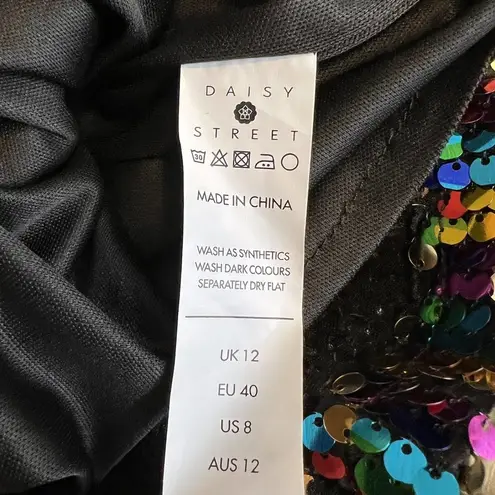 DAISY
STREET
30
MADE IN CHINA
WASH AS SYNTHETICS
WASH DARK COLOURS
SEPARATELY DRY FLAT
UK 12
EU 40
US 8
AUS 12